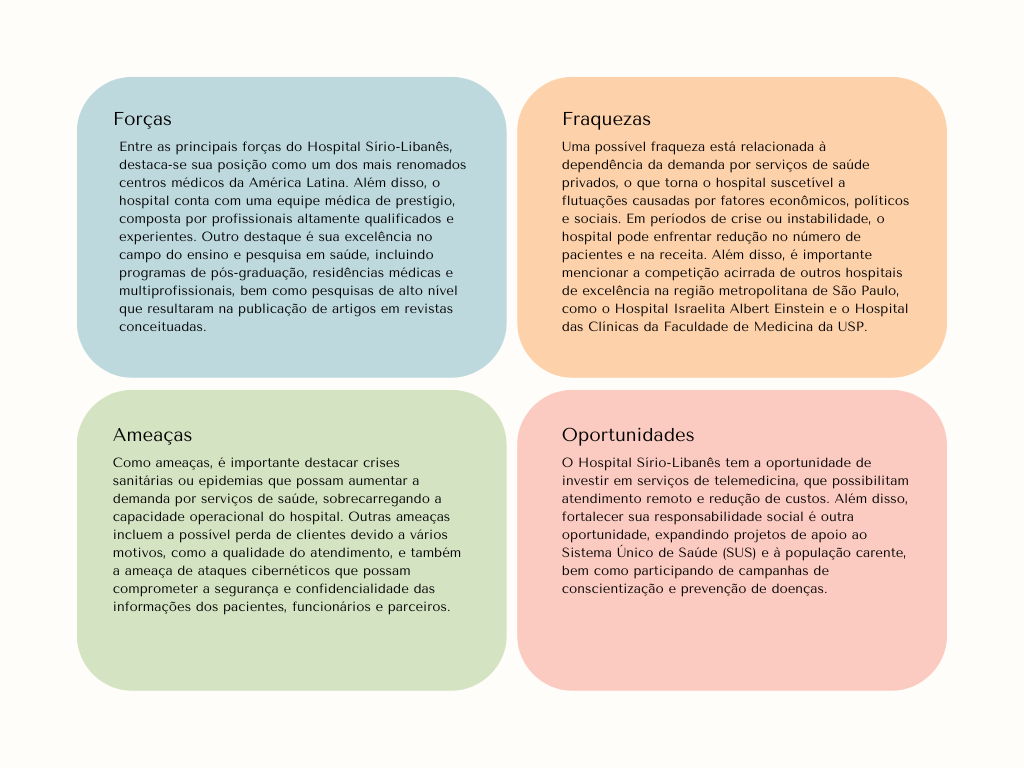 Forças
Entre as principais forças do Hospital Sírio-Libanês,
destaca-se sua posição como um dos mais renomados
centros médicos da América Latina. Além disso, o
hospital conta com uma equipe médica de prestígio,
composta por profissionais altamente qualificados e
experientes. Outro destaque é sua excelência no
campo do ensino e pesquisa em saúde, incluindo
programas de pós-graduação, residências médicas e
multiprofissionais, bem como pesquisas de alto nível
que resultaram na publicação de artigos em revistas
conceituadas.
Fraquezas
Uma possível fraqueza está relacionada à
dependência da demanda por serviços de saúde
privados, o que torna o hospital suscetível a
flutuações causadas por fatores econômicos, políticos
e sociais. Em períodos de crise ou instabilidade, o
hospital pode enfrentar redução no número de
pacientes e na receita. Além disso, é importante
mencionar a competição acirrada de outros hospitais
de excelência na região metropolitana de São Paulo,
como o Hospital Israelita Albert Einstein e o Hospital
das Clínicas da Faculdade de Medicina da USP.
Ameaças
Como ameaças, é importante destacar crises
sanitárias ou epidemias que possam aumentar a
demanda por serviços de saúde, sobrecarregando a
capacidade operacional do hospital. Outras ameaças
incluem a possível perda de clientes devido a vários
motivos, como a qualidade do atendimento, e também
a ameaça de ataques cibernéticos que possam
comprometer a segurança e confidencialidade das
informações dos pacientes, funcionários e parceiros.
Oportunidades
O Hospital Sírio-Libanês tem a oportunidade de
investir em serviços de telemedicina, que possibilitam
atendimento remoto e redução de custos. Além disso,
fortalecer sua responsabilidade social é outra
oportunidade, expandindo projetos de apoio ao
Sistema Único de Saúde (SUS) e à população carente,
bem como participando de campanhas de
conscientização e prevenção de doenças.